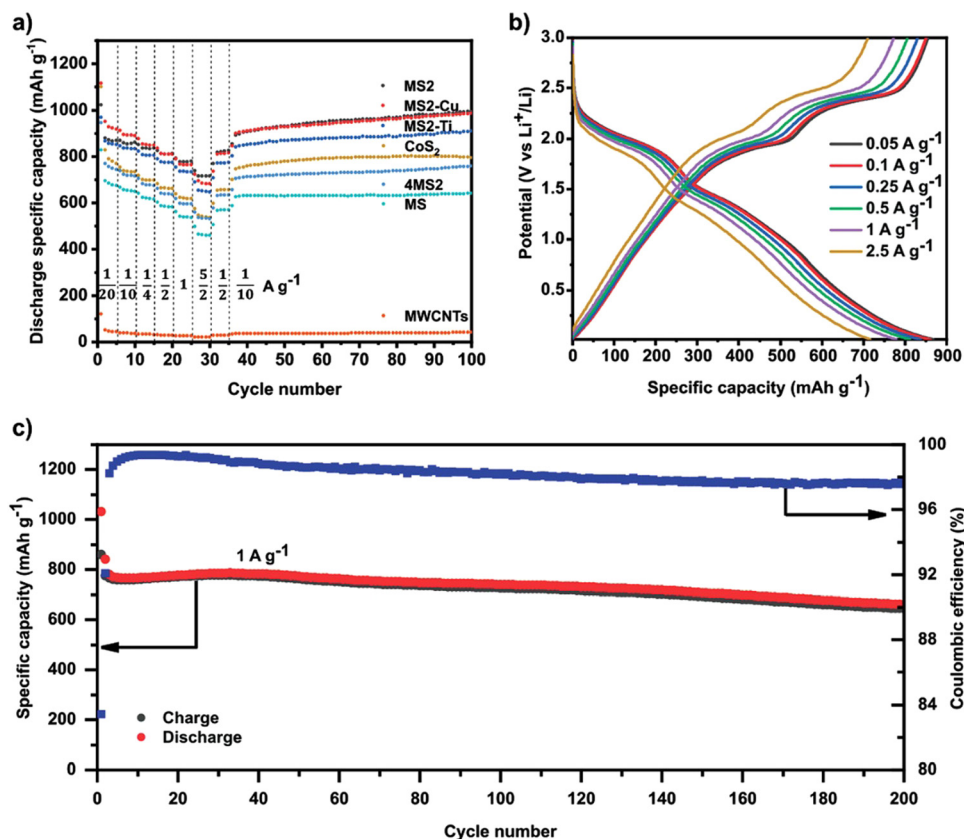 a)
Discharge specific capacity (mAh g⁻¹)
1200
1000
800
600
400
200
0
MS2
MS2-Cu
MS2-Ti
CoS₂
4MS2
MS
1/20 1/10 1/4 1/2 1 5/2 1/2 1/10 A g⁻¹
MWCNTs
0 20 40 60 80 100
Cycle number
b)
Potential (V vs Li⁺/Li)
3.0
2.5
2.0
1.5
1.0
0.5
0.05 A g⁻¹
0.1 A g⁻¹
0.25 A g⁻¹
0.5 A g⁻¹
1 A g⁻¹
2.5 A g⁻¹
0 100 200 300 400 500 600 700 800 900
Specific capacity (mAh g⁻¹)
c)
Specific capacity (mAh g⁻¹)
1200
1000
800
600
400
200
0
1 A g⁻¹
Charge
Discharge
100
96
92
88
84
80
Coulombic efficiency (%)
0 20 40 60 80 100 120 140 160 180 200
Cycle number